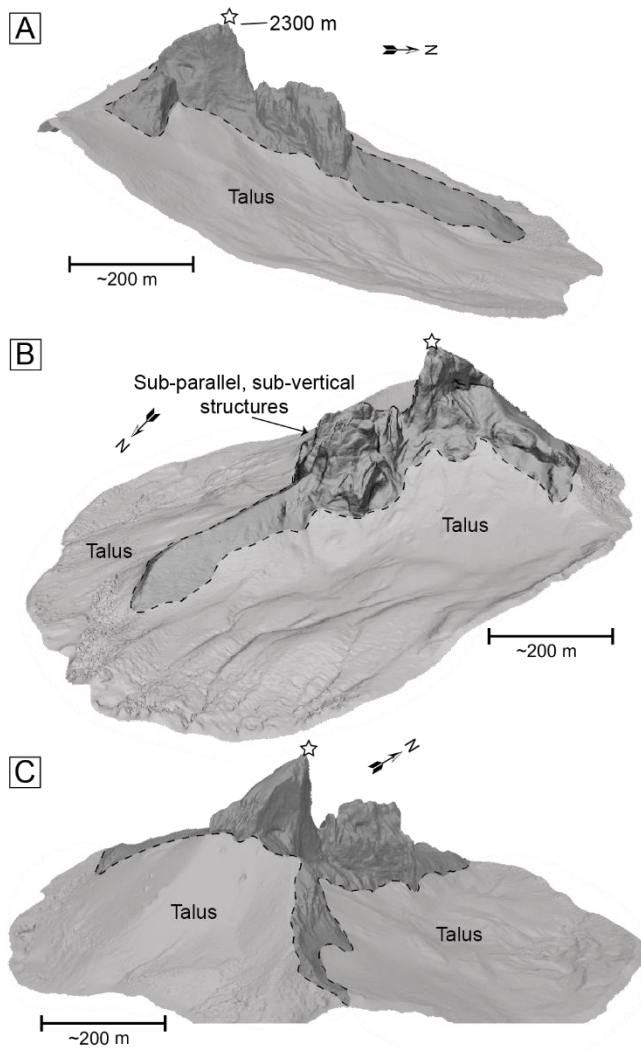 A
2300 m
N
Talus
~200 m
B
Sub-parallel, sub-vertical
structures
N
Talus
Talus
~200 m
C
N
Talus
Talus
~200 m